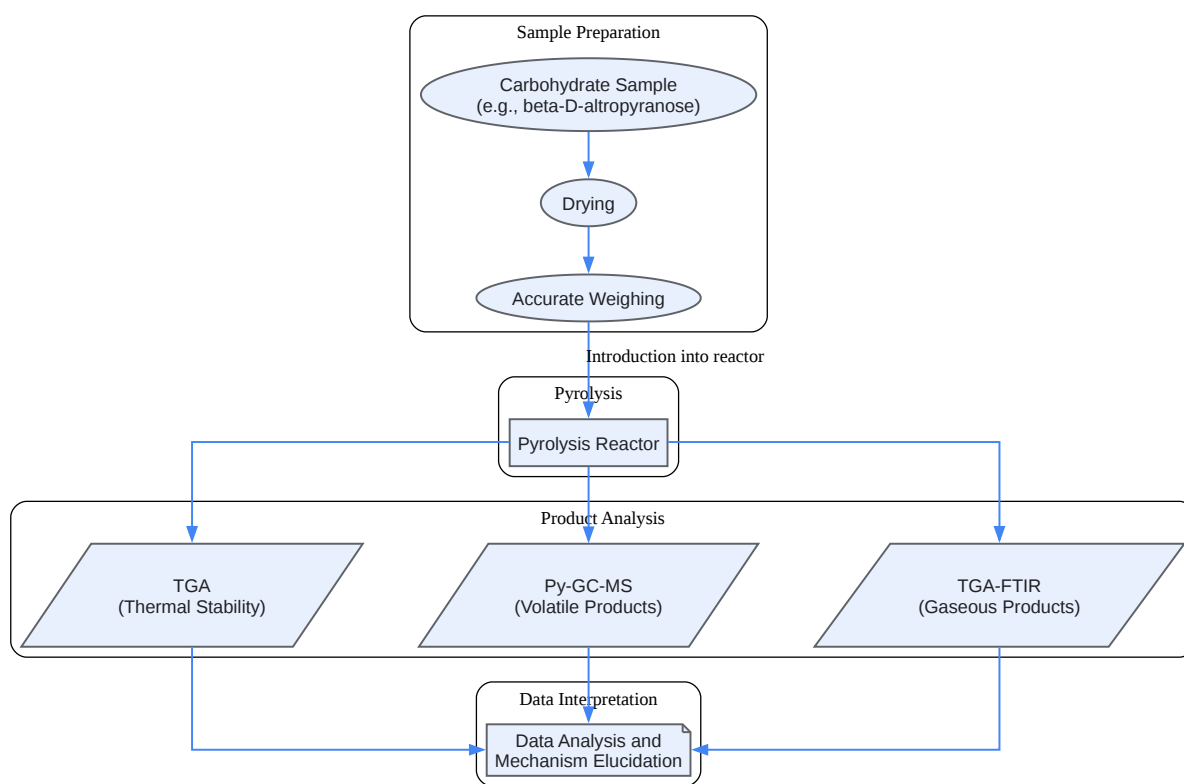 Sample Preparation
Carbohydrate Sample
(e.g., beta-D-altropyranose)
Drying
Accurate Weighing
Introduction into reactor
Pyrolysis
Pyrolysis Reactor
Product Analysis
TGA
(Thermal Stability)
Py-GC-MS
(Volatile Products)
TGA-FTIR
(Gaseous Products)
Data Interpretation
Data Analysis and
Mechanism Elucidation